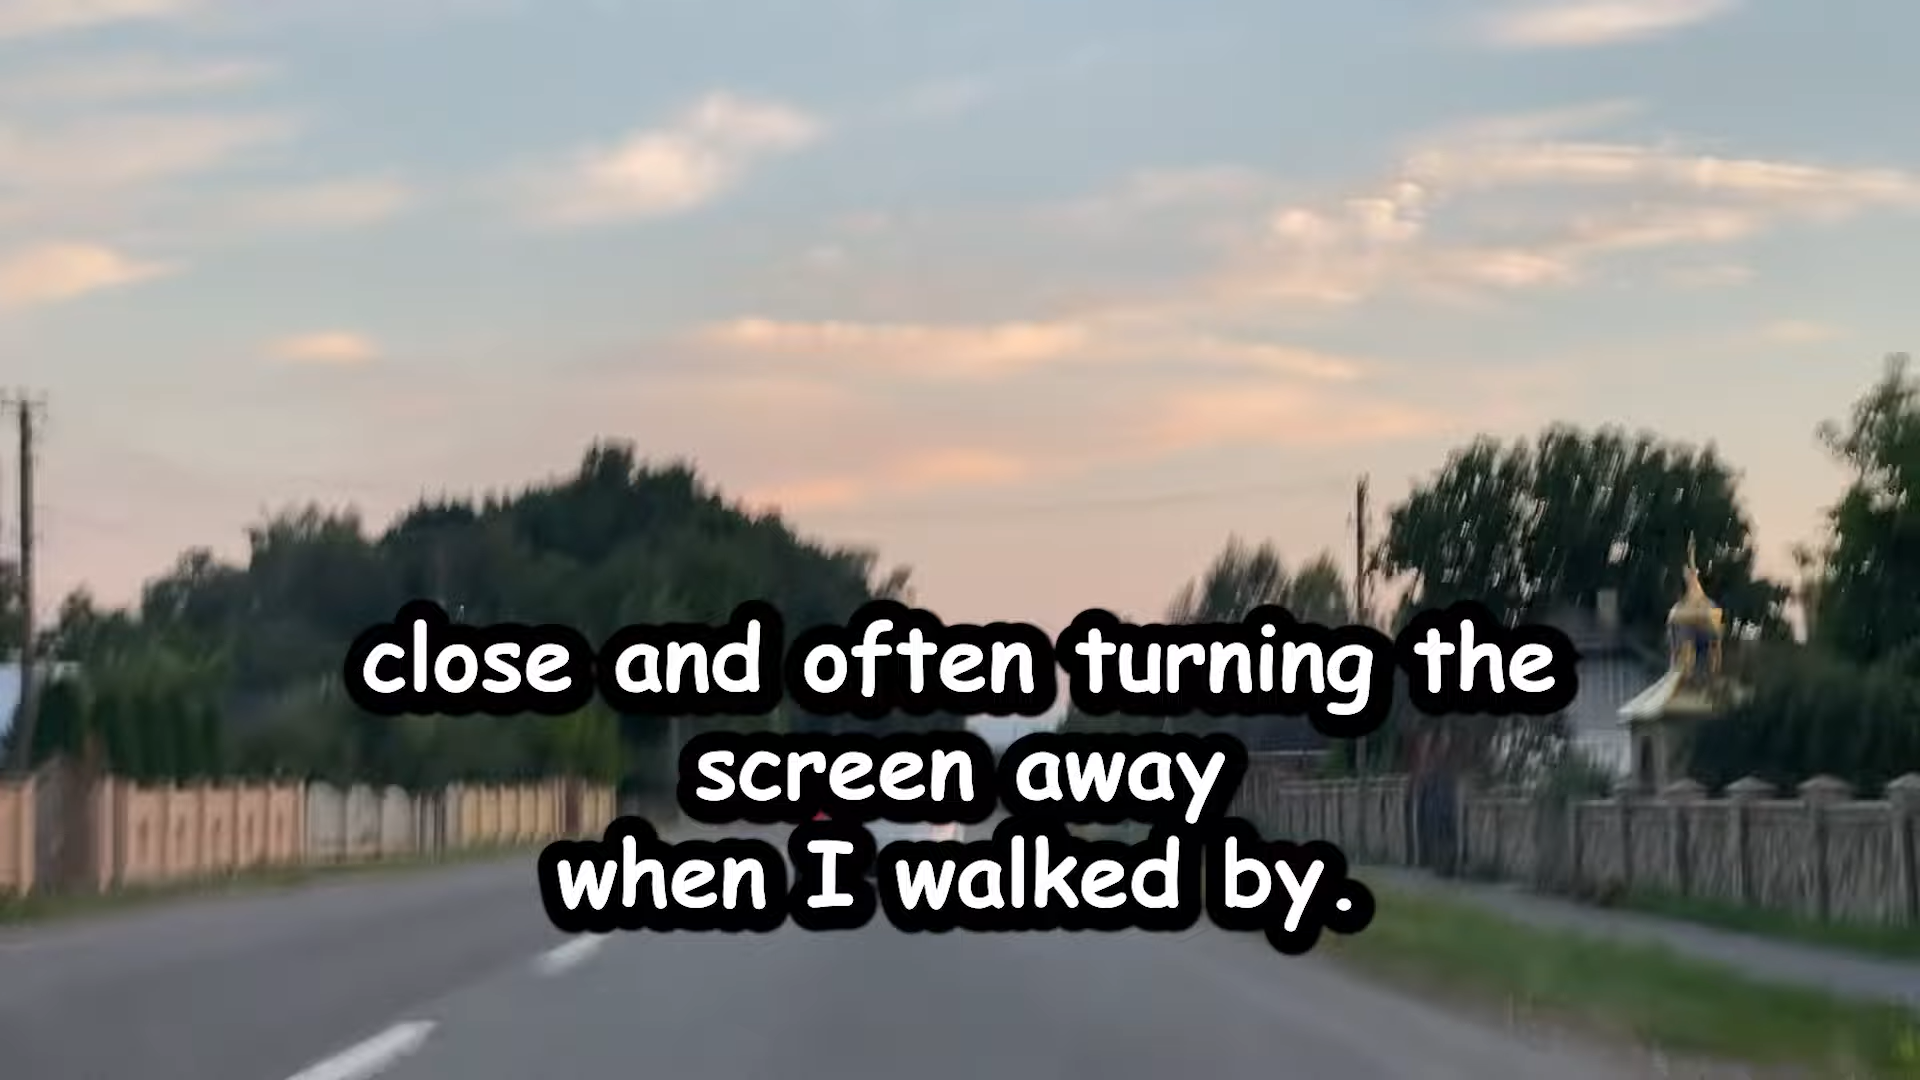 close and often turning the
screen away
when I walked by.